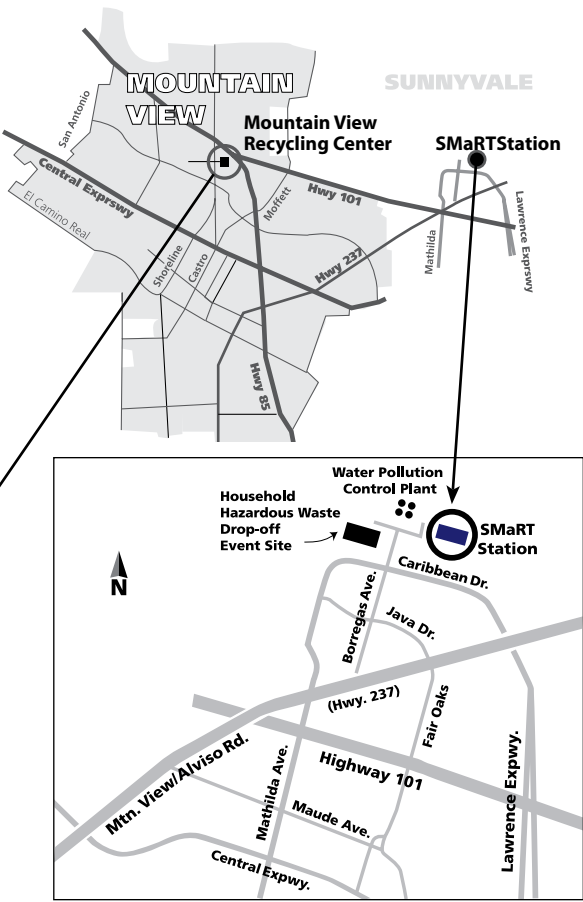 MOUNTAIN
VIEW
SUNNYVALE
San Antonio
Mountain View
Recycling Center
SMaRTStation
Central Exprswy
El Camino Real
Moffett
Hwy 101
Shoreline
Castro
Hwy 237
Mathilda
Lawrence Exprswy
Hwy 85
Water Pollution
Control Plant
Household
Hazardous Waste
Drop-off
Event Site
SMaRT
Station
N
Caribbean Dr.
Borregas Ave.
Java Dr.
(Hwy. 237)
Fair Oaks
Mtn. View/Alviso Rd.
Highway 101
Mathilda Ave.
Maude Ave.
Lawrence Expwy.
Central Expwy.